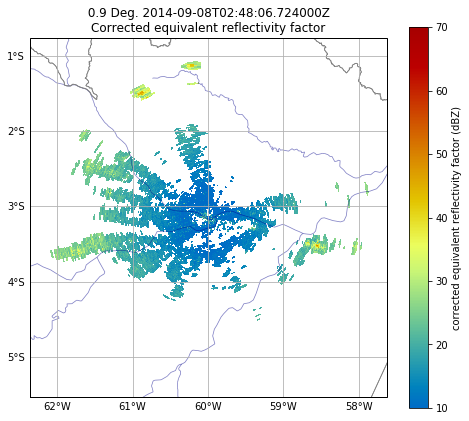 0.9 Deg. 2014-09-08T02:48:06.724000Z
Corrected equivalent reflectivity factor
1°S
2°S
3°S
4°S
5°S
62°W 61°W 60°W 59°W 58°W
70
60
50
40
30
20
10
corrected equivalent reflectivity factor (dBZ)